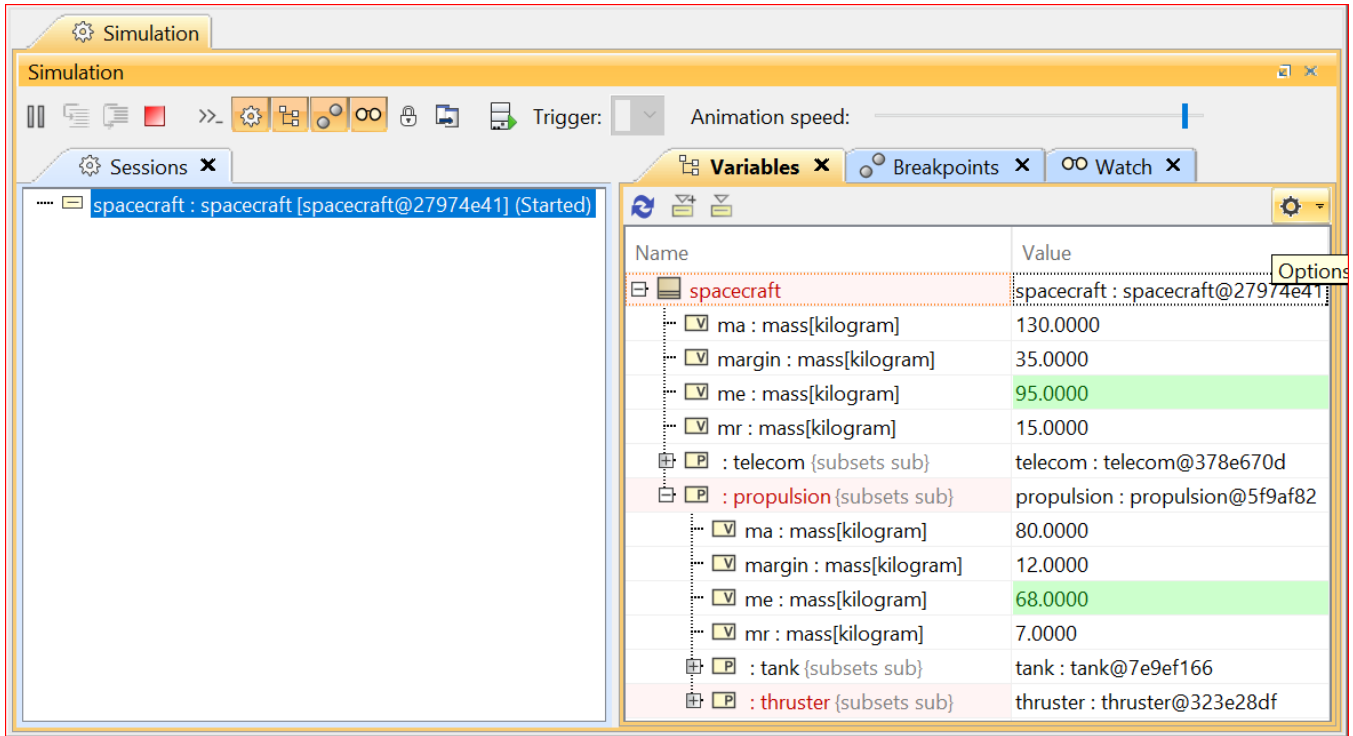 Simulation
Simulation
Trigger: Animation speed:
Sessions
Variables Breakpoints Watch
spacecraft : spacecraft [spacecraft@27974e41] (Started)
Name Value
Options
spacecraft spacecraft : spacecraft@27974e41
V ma : mass[kilogram] 130.0000
V margin : mass[kilogram] 35.0000
V me : mass[kilogram] 95.0000
V mr : mass[kilogram] 15.0000
P : telecom {subsets sub} telecom : telecom@378e670d
P : propulsion {subsets sub} propulsion : propulsion@5f9af82
V ma : mass[kilogram] 80.0000
V margin : mass[kilogram] 12.0000
V me : mass[kilogram] 68.0000
V mr : mass[kilogram] 7.0000
P : tank {subsets sub} tank : tank@7e9ef166
P : thruster {subsets sub} thruster : thruster@323e28df